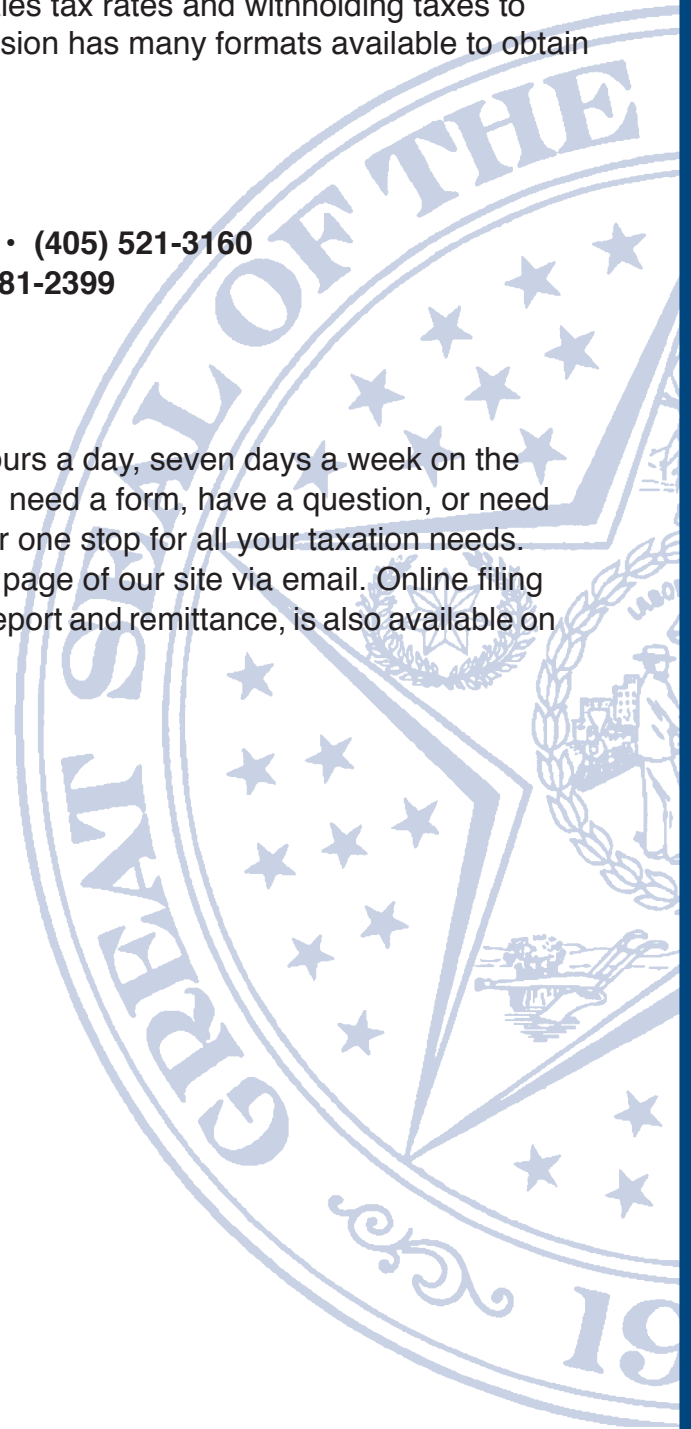 les tax rates and withholding taxes to
sion has many formats available to obtain
• (405) 521-3160
81-2399
ours a day, seven days a week on the
need a form, have a question, or need
r one stop for all your taxation needs.
page of our site via email. Online filing
eport and remittance, is also available on
GREAT SEAL OF THE
LABO
19